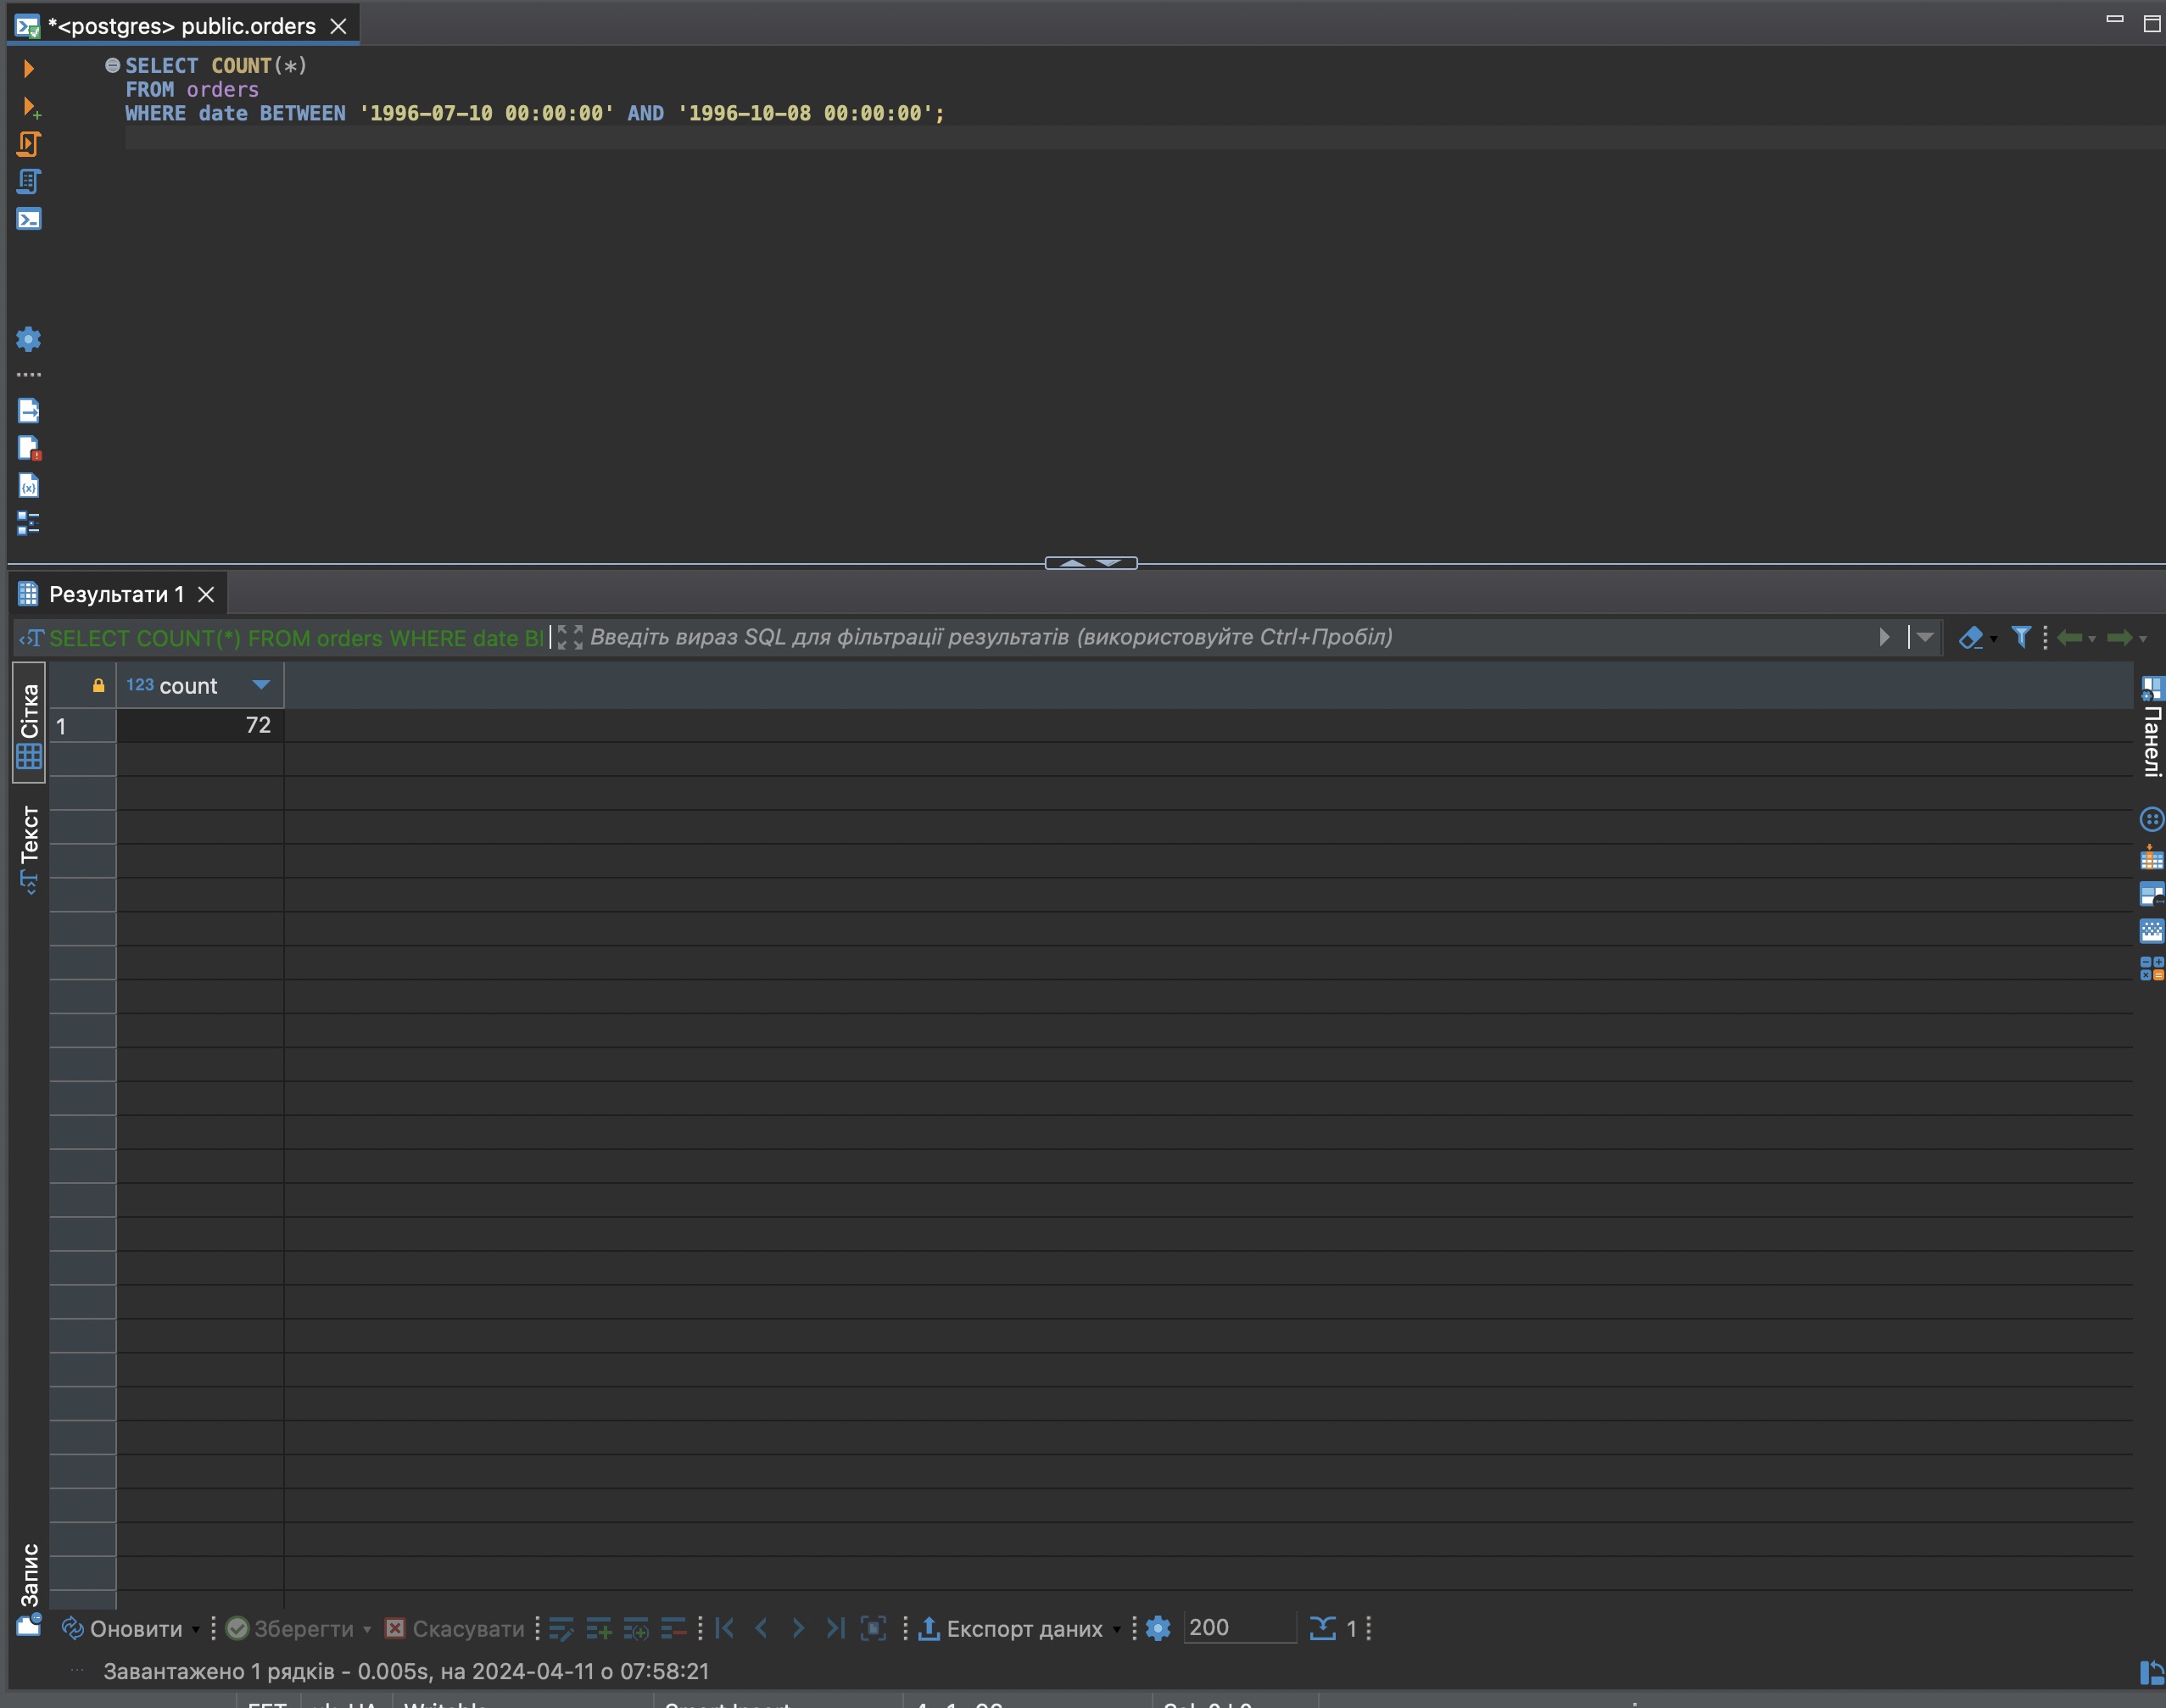 *<postgres> public.orders
SELECT COUNT(*)
FROM orders
WHERE date BETWEEN '1996-07-10 00:00:00' AND '1996-10-08 00:00:00';
Результати 1
SELECT COUNT(*) FROM orders WHERE date
Введіть вираз SQL для фільтрації результатів (використовуйте Ctrl+Пробіл)
Сітка
123 count
1 72
Панелі
Текст
Запис
Оновити Зберегти Скасувати Експорт даних 200 1
Завантажено 1 рядків - 0.005s, на 2024-04-11 о 07:58:21